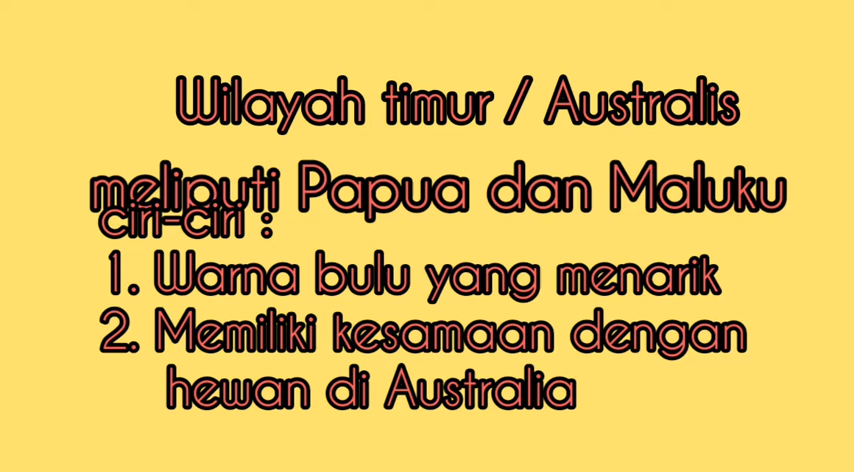 Wilayah timur / Australis
meliputi Papua dan Maluku
ciri-ciri :
1. Warna bulu yang menarik
2. Memiliki kesamaan dengan
hewan di Australia